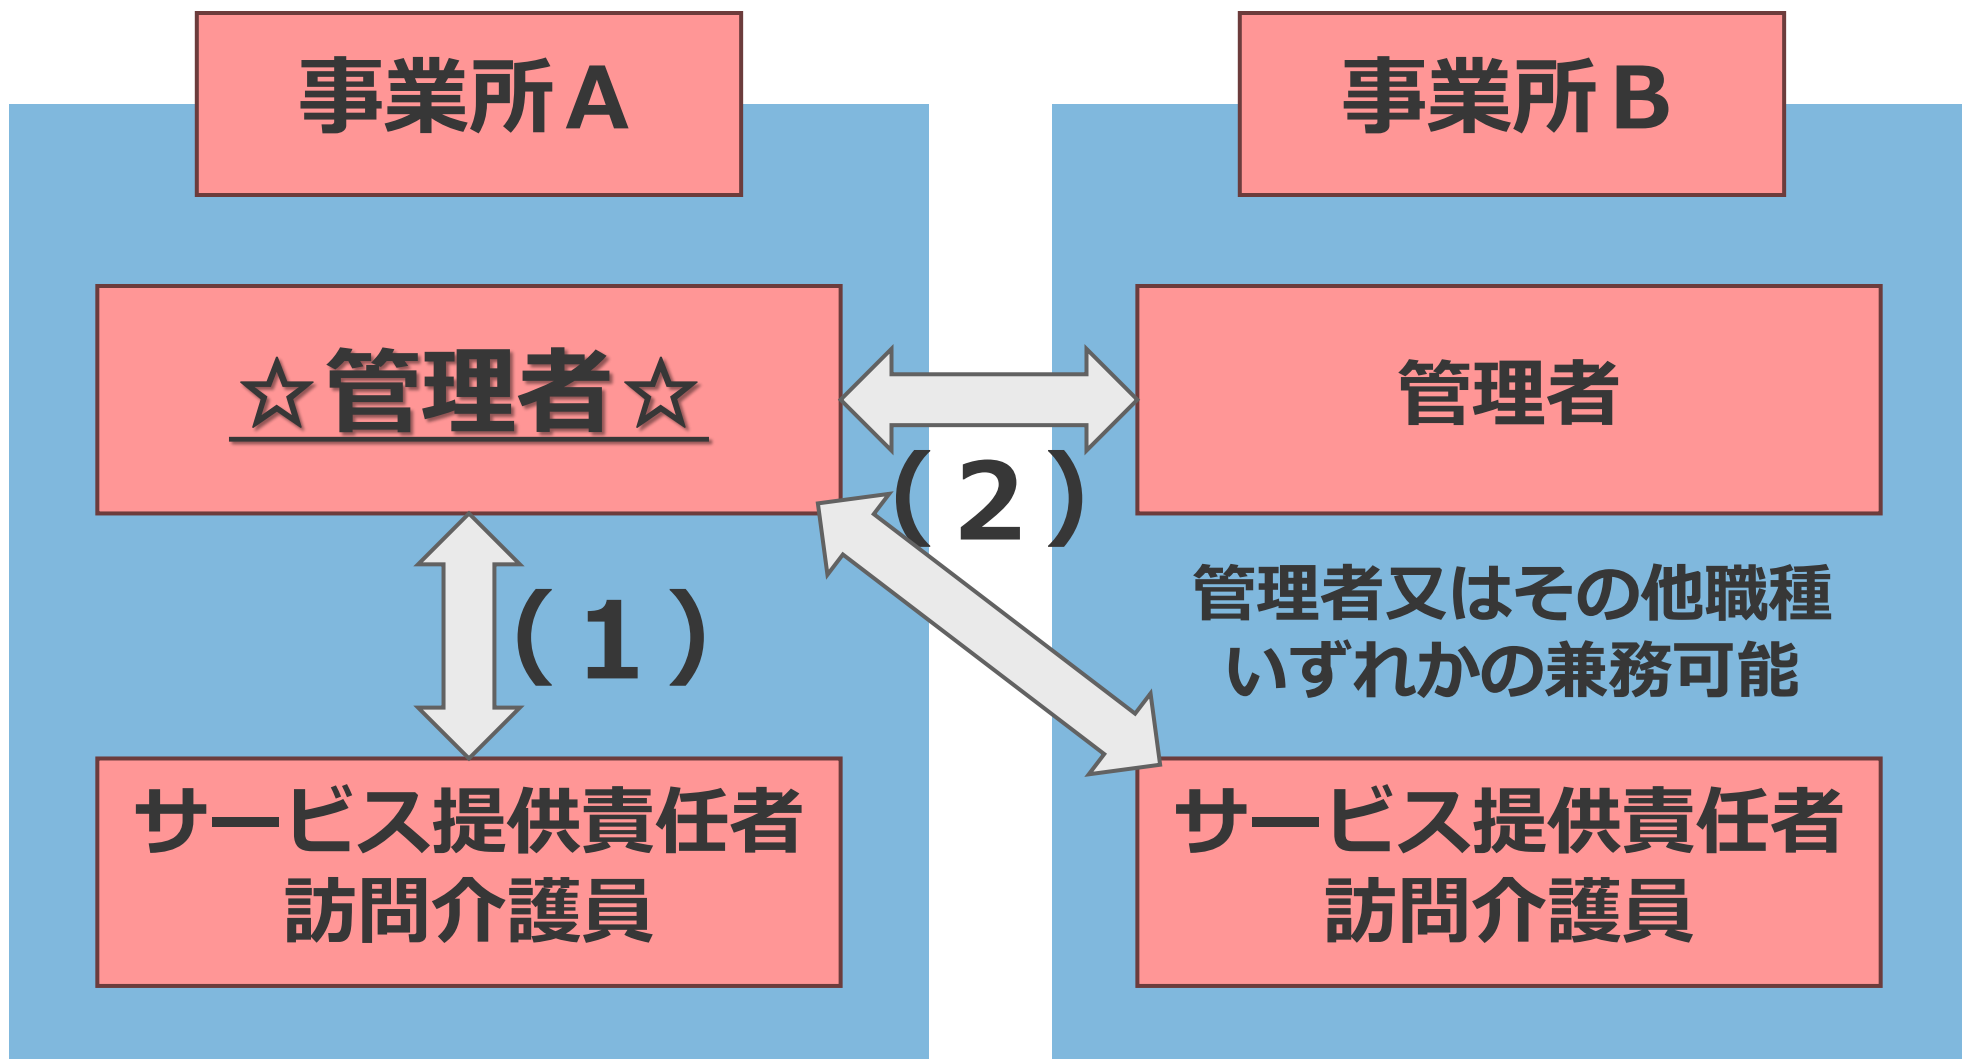 事業所A
事業所B
☆管理者☆
管理者
(2)
(1)
管理者又はその他職種
いずれかの兼務可能
サービス提供責任者
訪問介護員
サービス提供責任者
訪問介護員